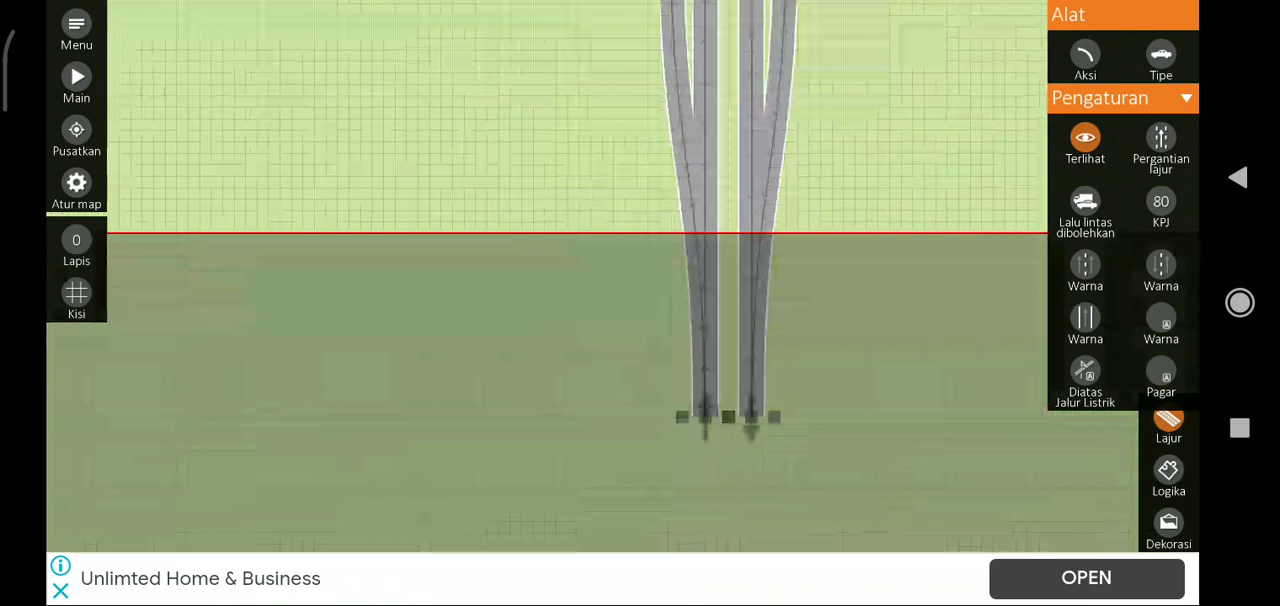 Menu
Main
Pusatkan
Atur map
0
Lapis
Kisi
Alat
Aksi
Tipe
Pengaturan
Terlihat
Pergantian
lajur
Lalu lintas
dibolehkan
80
KPJ
Warna
Warna
Warna
A
Warna
A
Diatas
Jalur Listrik
A
Pagar
Lajur
Logika
Dekorasi
Unlimted Home & Business
OPEN